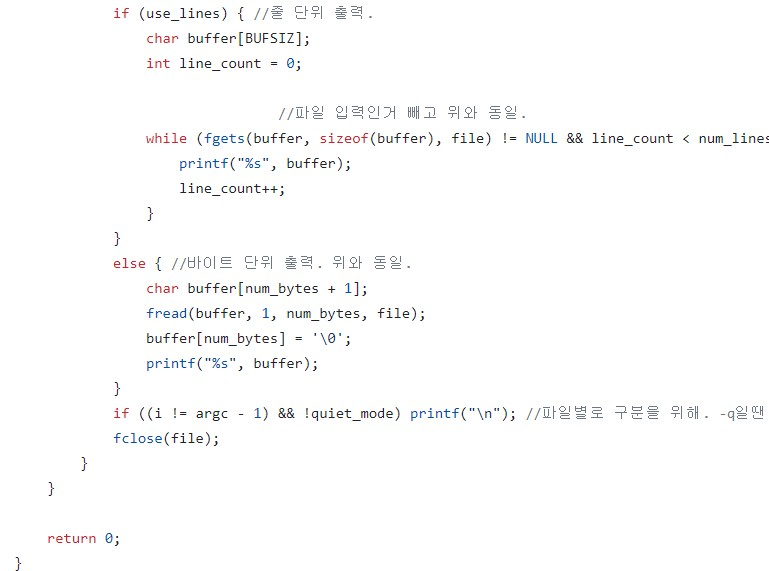 if (use_lines) { //줄 단위 출력.
char buffer[BUFSIZ];
int line_count = 0;
//파일 입력인거 빼고 위와 동일.
while (fgets(buffer, sizeof(buffer), file) != NULL && line_count < num_lines
printf("%s", buffer);
line_count++;
}
}
else { //바이트 단위 출력. 위와 동일.
char buffer[num_bytes + 1];
fread(buffer, 1, num_bytes, file);
buffer[num_bytes] = '\0';
printf("%s", buffer);
}
if ((i != argc - 1) && !quiet_mode) printf("\n"); //파일별로 구분을 위해. -q일땐
fclose(file);
}
}
return 0;
}